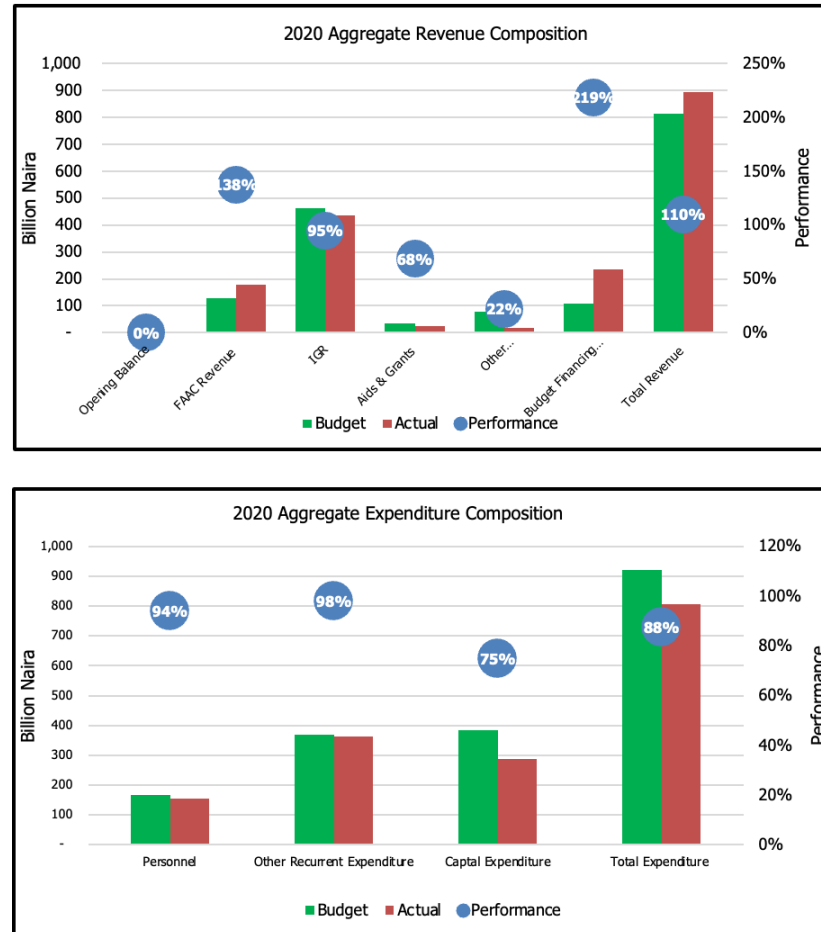 2020 Aggregate Revenue Composition
1,000
900
800
700
600
500
400
300
200
100
-
Billion Naira
250%
200%
150%
100%
50%
0%
Performance
0%
138%
95%
68%
22%
219%
110%
Opening Balance
FAAC Revenue
IGR
Aids & Grants
Other...
Budget Financing...
Total Revenue
Budget Actual Performance
2020 Aggregate Expenditure Composition
1,000
900
800
700
600
500
400
300
200
100
-
Billion Naira
120%
100%
80%
60%
40%
20%
0%
Performance
94%
98%
75%
88%
Personnel
Other Recurrent Expenditure
Captal Expenditure
Total Expenditure
Budget Actual Performance